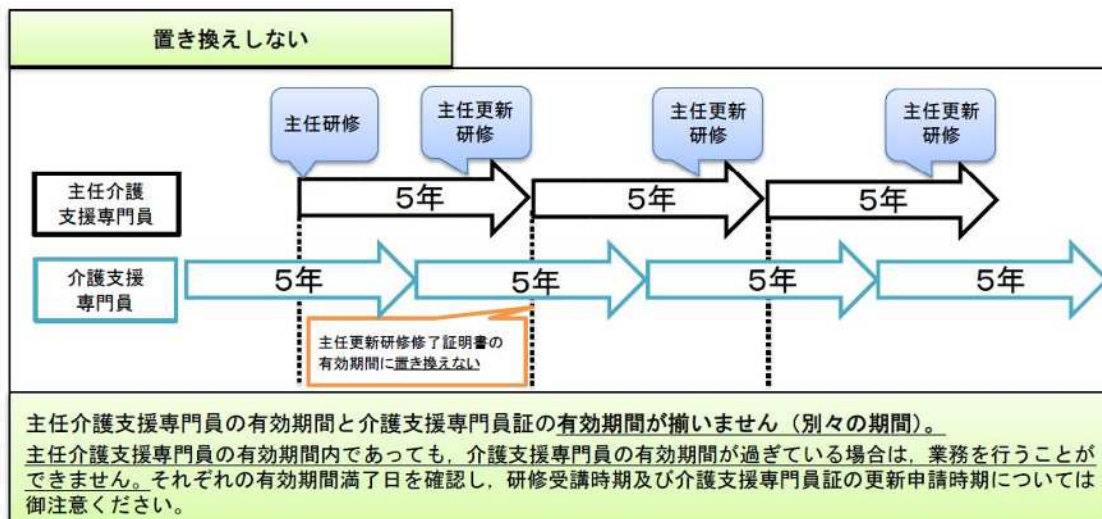 置き換えしない
主任研修
主任更新
研修
主任更新
研修
主任更新
研修
主任介護
支援専門員
5年
5年
5年
介護支援
専門員
5年
5年
5年
5年
主任更新研修修了証明書の
有効期間に置き換えない
主任介護支援専門員の有効期間と介護支援専門員証の有効期間が揃いません（別々の期間）。
主任介護支援専門員の有効期間内であっても，介護支援専門員の有効期間が過ぎている場合は，業務を行うことが
できません。それぞれの有効期間満了日を確認し，研修受講時期及び介護支援専門員証の更新申請時期については
御注意ください。